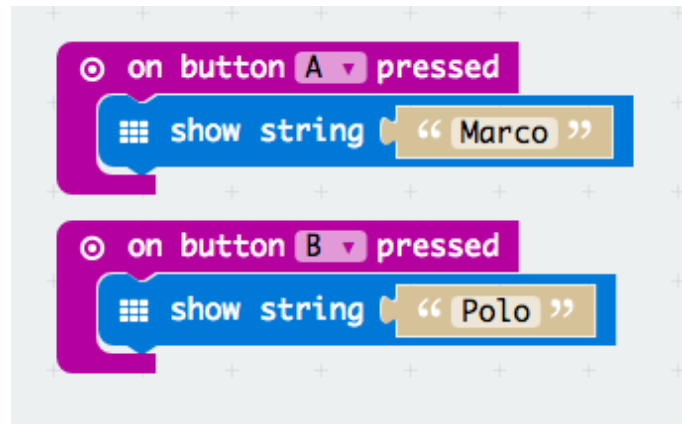 on button A pressed
show string “ Marco ”
on button B pressed
show string “ Polo ”